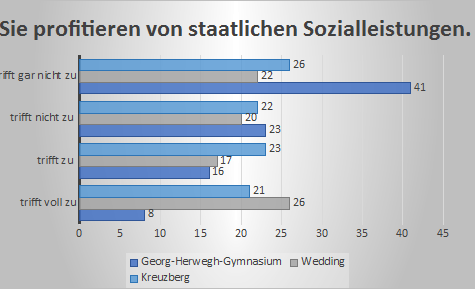 Sie profitieren von staatlichen Sozialleistungen.
rifft gar nicht zu
26
22
41
trifft nicht zu
22
20
23
trifft zu
23
17
16
trifft voll zu
21
26
8
0 5 10 15 20 25 30 35 40 45
Georg-Herwegh-Gymnasium Wedding
Kreuzberg